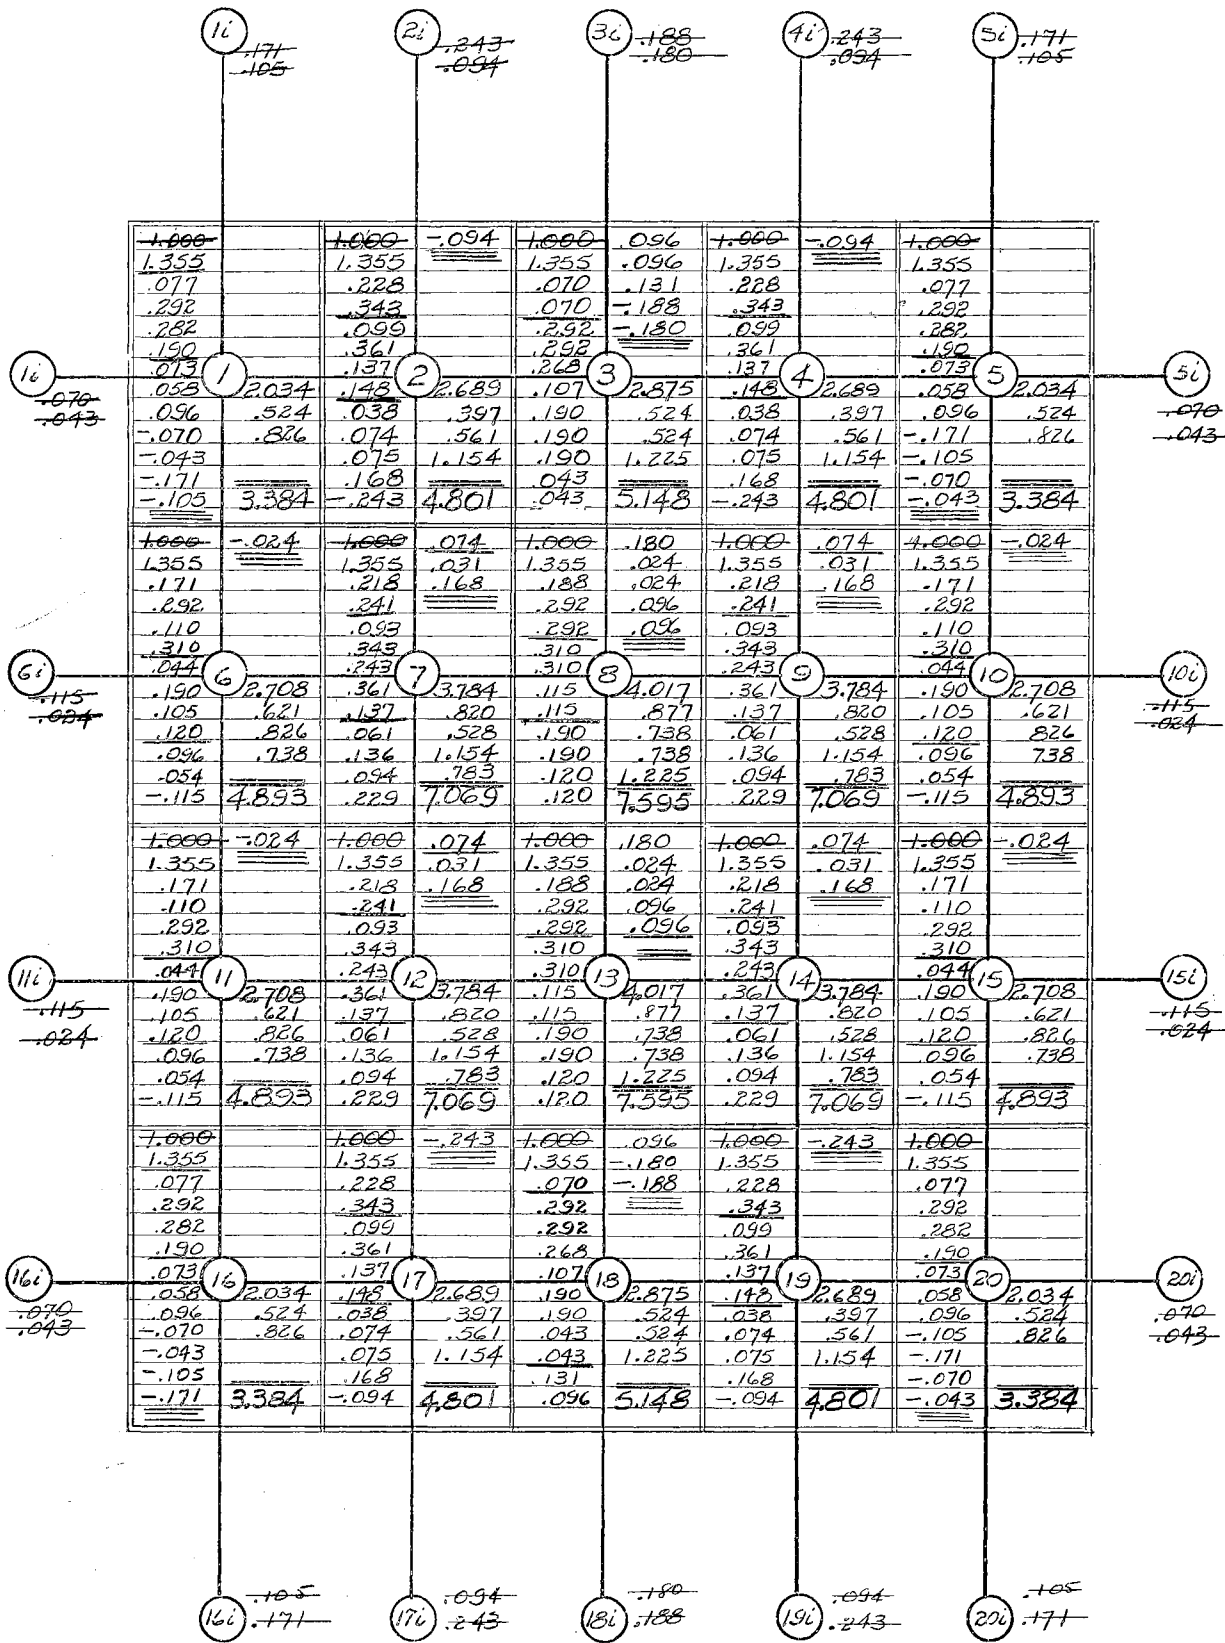 1i 2i 3i 4i 5i
.171 .243 .188 .243 .171
.105 .094 .180 .094 .105
1.000 1.000 -.094 1.000 .096 1.000 -.094 1.000
1.355 1.355 1.355 .096 1.355 1.355
.077 .228 .070 .131 .228 .077
.292 .343 .070 -.188 .343 .292
.282 .099 .292 -.180 .099 .282
.190 .361 .292 .361 .190
.073 .137 .268 .137 .073
1i 1 2 3 4 5 5i
.070 .058 2.034 .148 2.689 .107 2.875 .148 2.689 .058 2.034 .070
.043 .096 .524 .038 .397 .190 .524 .038 .397 .096 .524 .043
-.070 .826 .074 .561 .190 .524 .074 .561 -.171 .826
-.043 .075 1.154 .190 1.225 .075 1.154 -.105
-.171 .168 .043 .168 -.070
-.105 3.384 -.243 4.801 .043 5.148 -.243 4.801 -.043 3.384
1.000 -.024 1.000 .074 1.000 .180 1.000 .074 1.000 -.024
1.355 1.355 .031 1.355 .024 1.355 .031 1.355
.171 .218 .168 .188 .024 .218 .168 .171
.292 .241 .292 .096 .241 .292
.110 .093 .292 .096 .093 .110
.310 .343 .310 .343 .310
.044 .243 .310 .243 .044
6i 6 7 8 9 10 10i
.115 .190 2.708 .361 3.784 .115 4.017 .361 3.784 .190 2.708 .115
.024 .105 .621 .137 .820 .115 .877 .137 .820 .105 .621 .024
.120 .826 .061 .528 .190 .738 .061 .528 .120 826
.096 .738 .136 1.154 .190 .738 .136 1.154 .096 738
.054 .094 .783 .120 1.225 .094 .783 .054
-.115 4.893 .229 7.069 .120 7.595 .229 7.069 -.115 4.893
1.000 -.024 1.000 .074 1.000 .180 1.000 .074 1.000 -.024
1.355 1.355 .031 1.355 .024 1.355 .031 1.355
.171 .218 .168 .188 .024 .218 .168 .171
.110 .241 .292 .096 .241 .110
.292 .093 .292 .096 .093 .292
.310 .343 .310 .343 .310
.044 .243 .310 .243 .044
11i 11 12 13 14 15 15i
.115 .190 2.708 .361 3.784 .115 4.017 .361 3.784 .190 2.708 .115
.024 .105 .621 .137 .820 .115 .877 .137 .820 .105 .621 .024
.120 .826 .061 .528 .190 .738 .061 .528 .120 .826
.096 .738 .136 1.154 .190 .738 .136 1.154 .096 .738
.054 .094 .783 .120 1.225 .094 .783 .054
-.115 4.893 .229 7.069 .120 7.595 .229 7.069 -.115 4.893
1.000 1.000 -.243 1.000 .096 1.000 -.243 1.000
1.355 1.355 1.355 -.180 1.355 1.355
.077 .228 .070 -.188 .228 .077
.292 .343 .292 .343 .292
.282 .099 .292 .099 .282
.190 .361 .268 .361 .190
.073 .137 .107 .137 .073
16i 16 17 18 19 20 20i
.070 .058 2.034 .148 2.689 .190 2.875 .148 2.689 .058 2.034 .070
.043 .096 .524 .038 .397 .190 .524 .038 .397 .096 .524 .043
-.070 .826 .074 .561 .043 .524 .074 .561 -.105 .826
-.043 .075 1.154 .043 1.225 .075 1.154 -.171
-.105 .168 .131 .168 -.070
-.171 3.384 -.094 4.801 .096 5.148 -.094 4.801 -.043 3.384
.105 .094 .180 .094 .105
16i .171 17i .243 18i .188 19i .243 20i .171